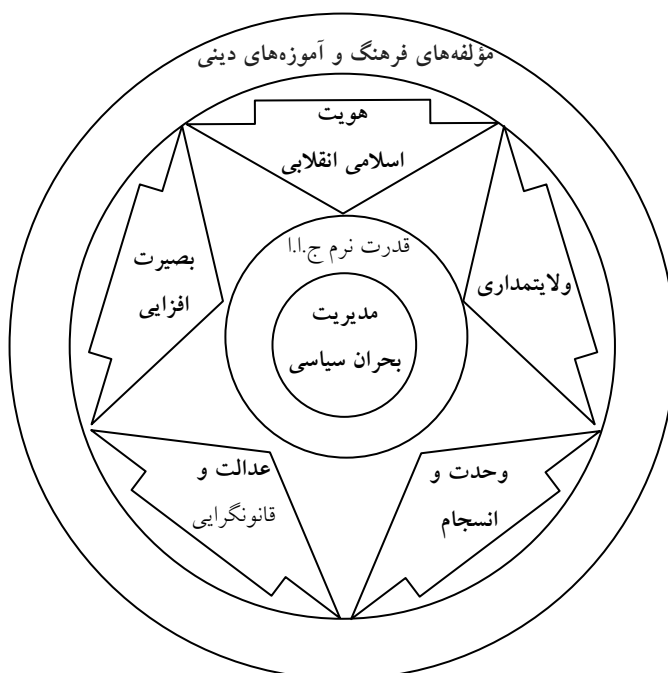 مؤلفه‌های فرهنگ و آموزه‌های دینی
هویت
اسلامی انقلابی
ولایتمداری
بصیرت
افزایی
قدرت نرم ج.ا.ا
مدیریت
بحران سیاسی
وحدت و
انسجام
عدالت و
قانونگرایی